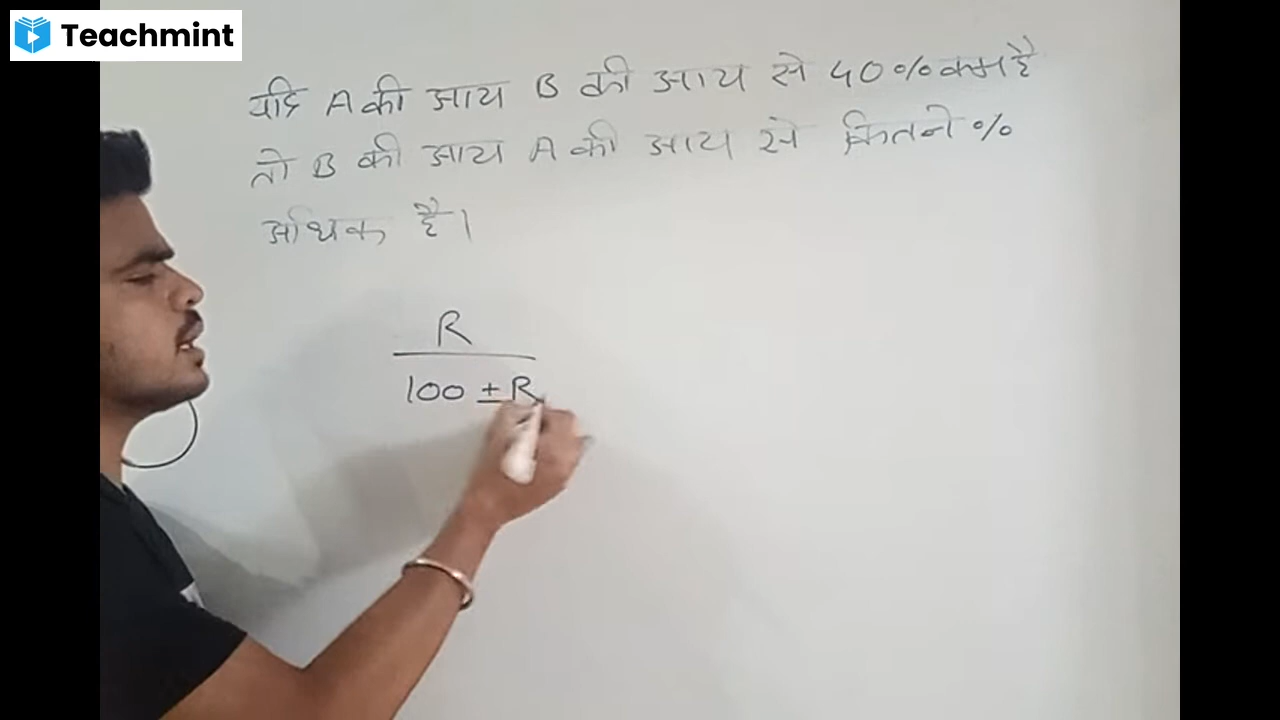 Teachmint
यदि A की आय B की आय से 40% कम है
तो B की आय A की आय से कितने %
अधिक है।
R
100 ± R